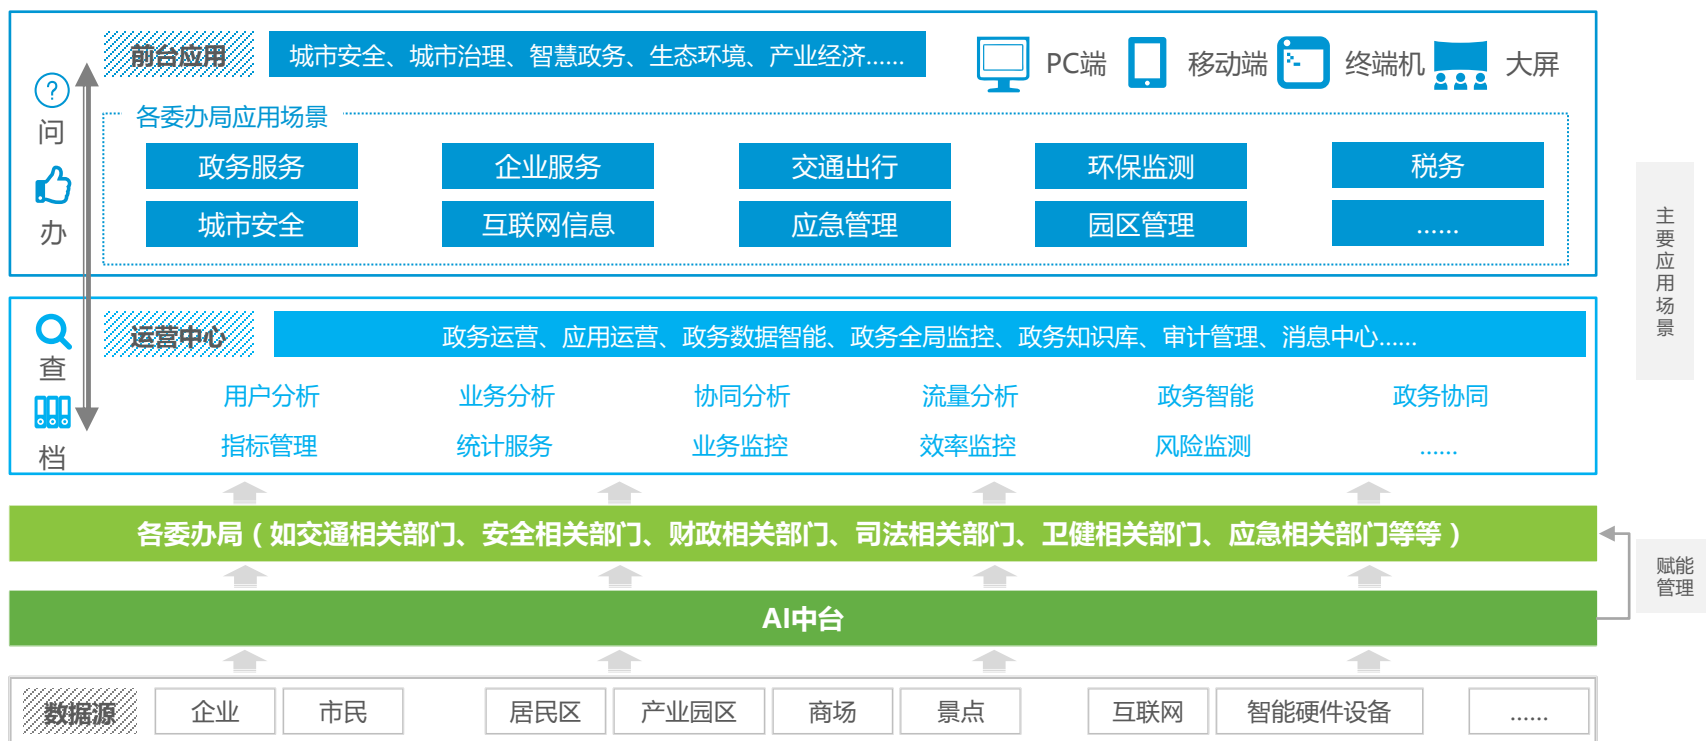 前台应用
城市安全、城市治理、智慧政务、生态环境、产业经济......
PC端
移动端
终端机
大屏
?
问
办
各委办局应用场景
政务服务
企业服务
交通出行
环保监测
税务
城市安全
互联网信息
应急管理
园区管理
......
主要应用场景
查
档
运营中心
政务运营、应用运营、政务数据智能、政务全局监控、政务知识库、审计管理、消息中心......
用户分析
业务分析
协同分析
流量分析
政务智能
政务协同
指标管理
统计服务
业务监控
效率监控
风险监测
......
各委办局（如交通相关部门、安全相关部门、财政相关部门、司法相关部门、卫健相关部门、应急相关部门等等）
赋能
管理
AI中台
数据源
企业
市民
居民区
产业园区
商场
景点
互联网
智能硬件设备
......